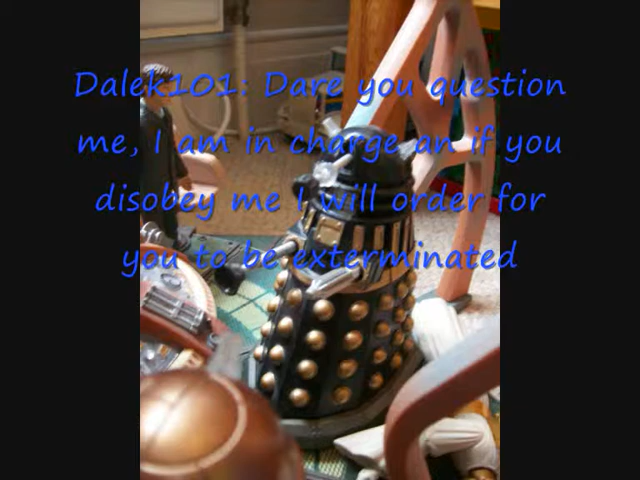 Dalek101: Dare you question
me, I am in charge an if you
disobey me I will order for
you to be exterminated